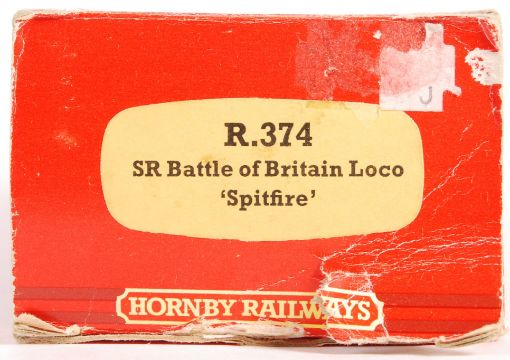 J
R.374
SR Battle of Britain Loco
‘Spitfire’
HORNBY RAILWAYS